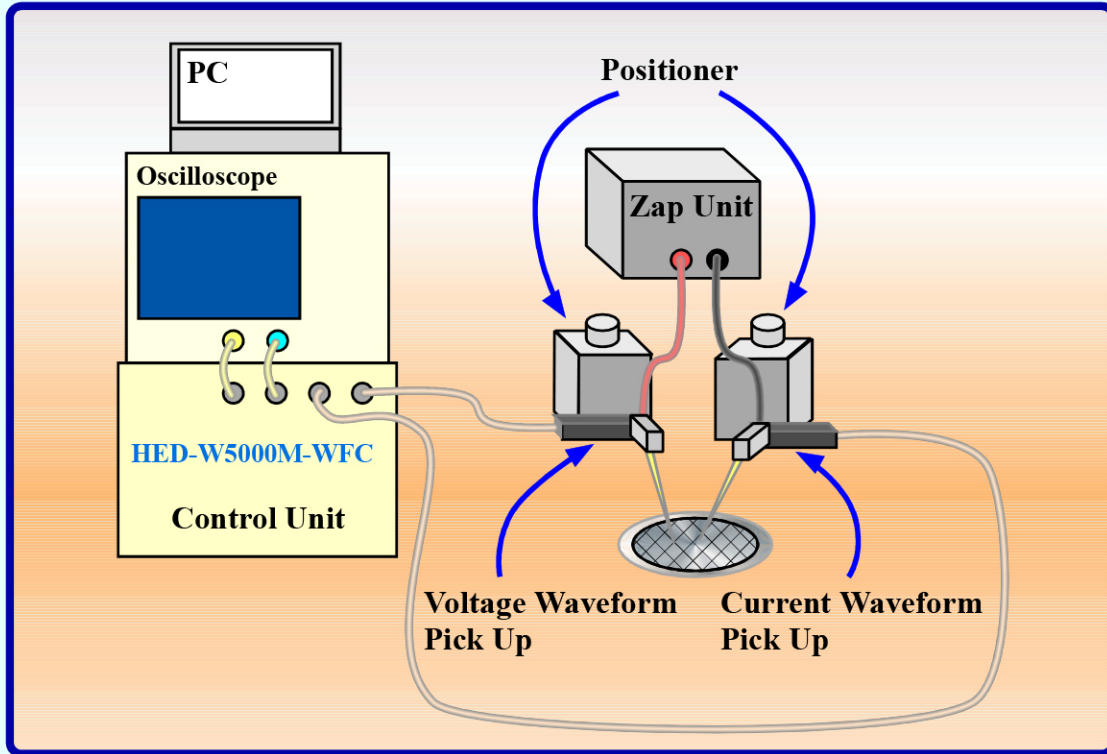 PC
Positioner
Oscilloscope
Zap Unit
HED-W5000M-WFC
Control Unit
Voltage Waveform
Pick Up
Current Waveform
Pick Up